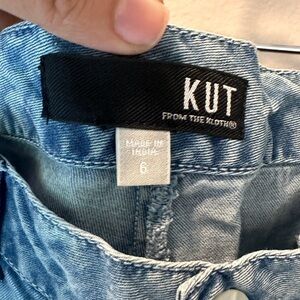 KUT
FROM THE KLOTH®
MADE IN
INDIA
6